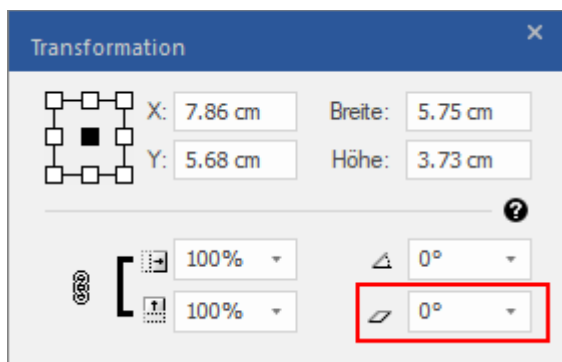 Transformation
X: 7.86 cm Breite: 5.75 cm
Y: 5.68 cm Höhe: 3.73 cm
?
100% 0°
100% 0°